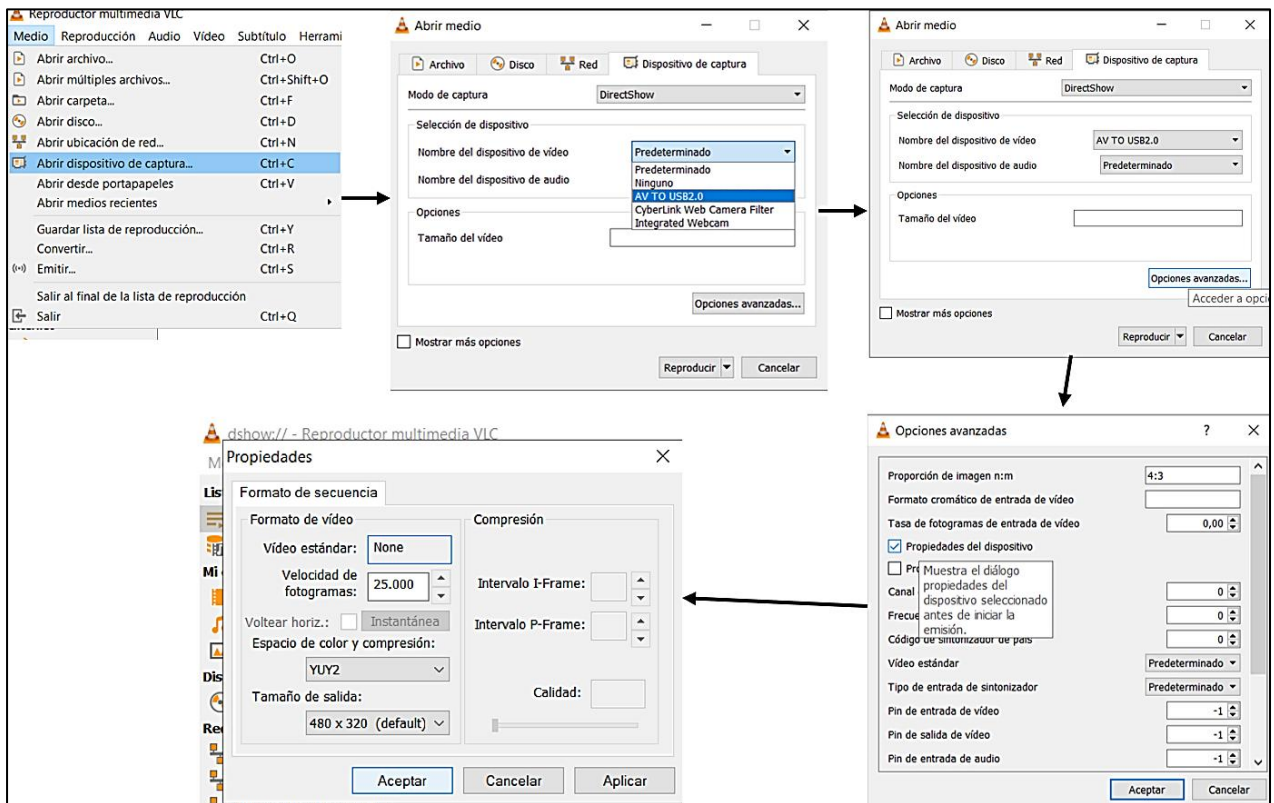 Reproductor multimedia VLC
Medio Reproducción Audio Vídeo Subtítulo Herrami
Abrir archivo... Ctrl+O
Abrir múltiples archivos... Ctrl+Shift+O
Abrir carpeta... Ctrl+F
Abrir disco... Ctrl+D
Abrir ubicación de red... Ctrl+N
Abrir dispositivo de captura... Ctrl+C
Abrir desde portapapeles Ctrl+V
Abrir medios recientes
Guardar lista de reproducción... Ctrl+Y
Convertir... Ctrl+R
Emitir... Ctrl+S
Salir al final de la lista de reproducción
Salir Ctrl+Q
Abrir medio
Archivo Disco Red Dispositivo de captura
Modo de captura DirectShow
Selección de dispositivo
Nombre del dispositivo de vídeo Predeterminado
Predeterminado
Nombre del dispositivo de audio Ninguno
AV TO USB2.0
CyberLink Web Camera Filter
Integrated Webcam
Opciones
Tamaño del vídeo
Opciones avanzadas...
Mostrar más opciones
Reproducir Cancelar
Abrir medio
Archivo Disco Red Dispositivo de captura
Modo de captura DirectShow
Selección de dispositivo
Nombre del dispositivo de vídeo AV TO USB2.0
Nombre del dispositivo de audio Predeterminado
Opciones
Tamaño del vídeo
Opciones avanzadas...
Acceder a opci
Mostrar más opciones
Reproducir Cancelar
Opciones avanzadas ?
Proporción de imagen n:m 4:3
Formato cromático de entrada de vídeo
Tasa de fotogramas de entrada de vídeo 0,00
Propiedades del dispositivo
Pr
Muestra el diálogo
propiedades del
dispositivo seleccionado
antes de iniciar la
emisión.
Canal 0
Frecue 0
Código de sintonizador de país 0
Vídeo estándar Predeterminado
Tipo de entrada de sintonizador Predeterminado
Pin de entrada de vídeo -1
Pin de salida de vídeo -1
Pin de entrada de audio -1
Aceptar Cancelar
dshow:// - Reproductor multimedia VLC
M
Lis
Mi
Dis
Re
Propiedades
Formato de secuencia
Formato de vídeo
Vídeo estándar: None
Velocidad de
fotogramas: 25.000
Voltear horiz.: Instantánea
Espacio de color y compresión:
YUY2
Tamaño de salida:
480 x 320 (default)
Compresión
Intervalo I-Frame:
Intervalo P-Frame:
Calidad:
Aceptar Cancelar Aplicar